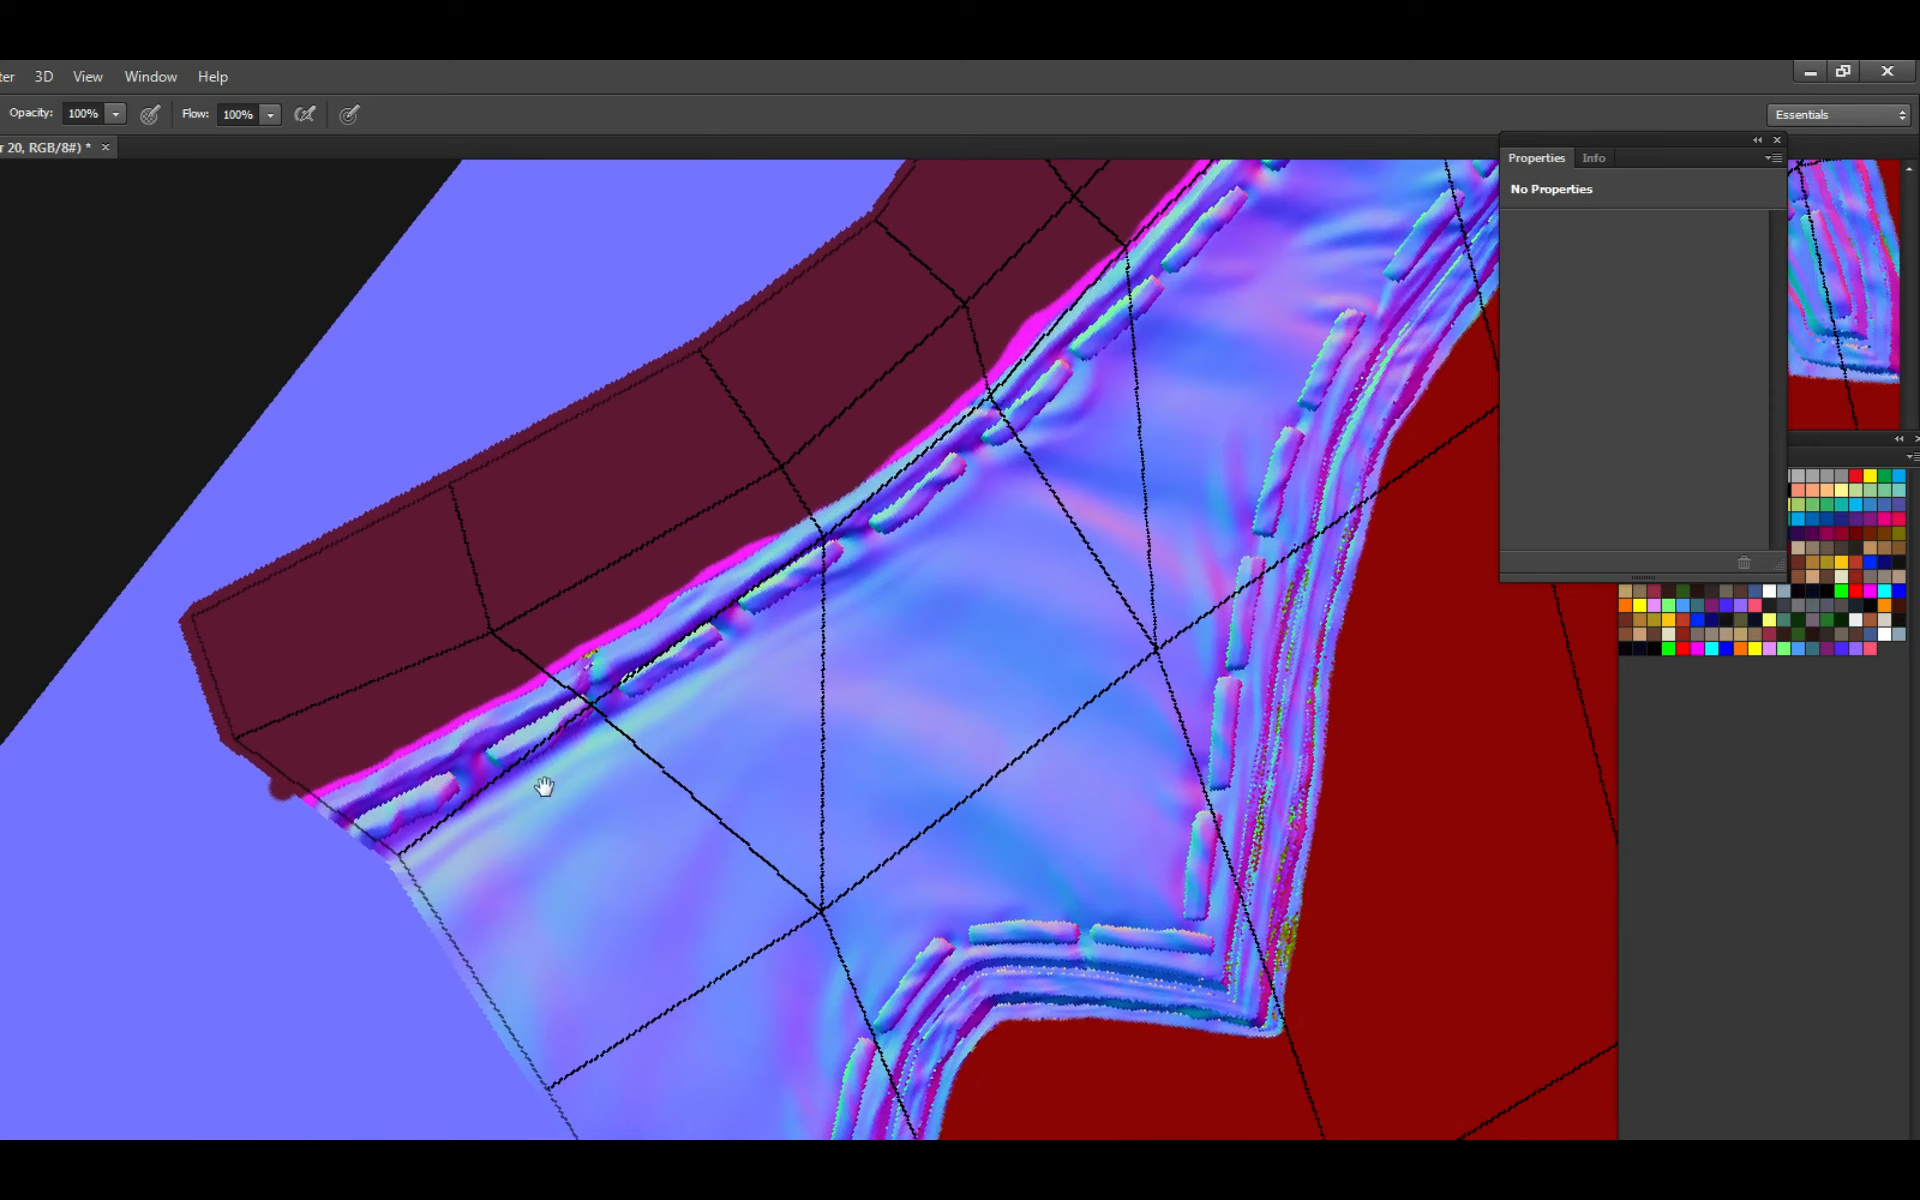 ter 3D View Window Help
Opacity: 100% Flow: 100% Essentials
r 20, RGB/8#) *
Properties Info
No Properties